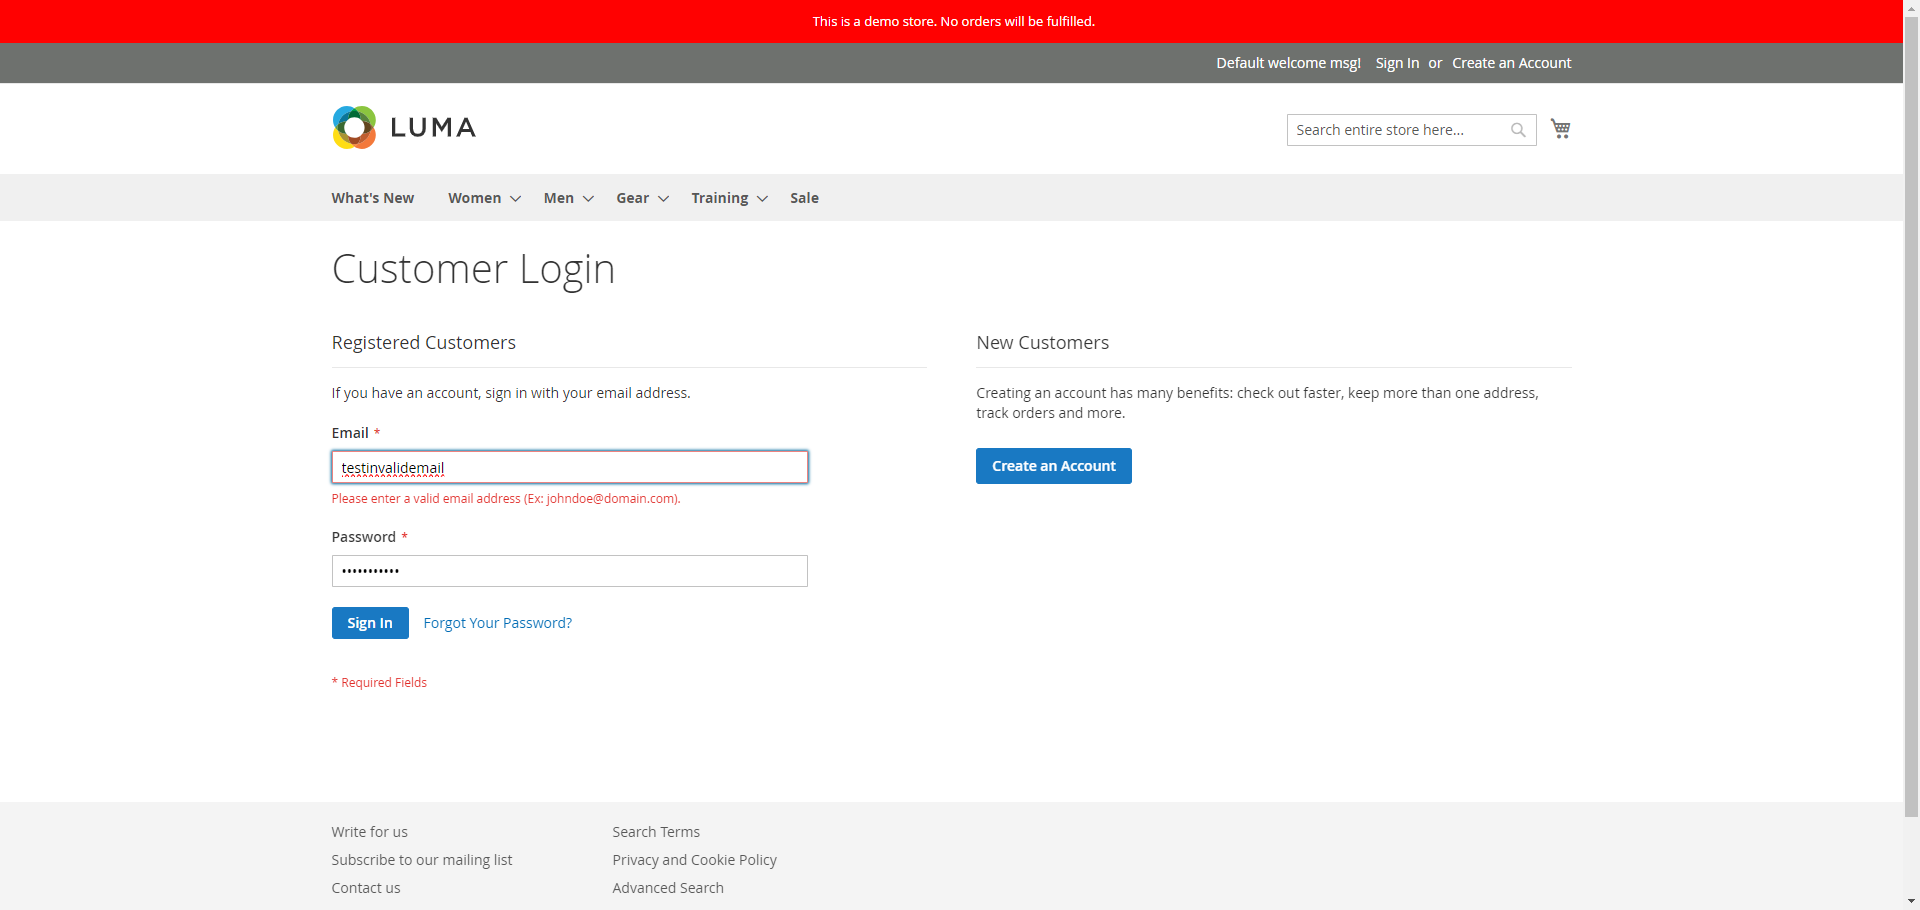 This is a demo store. No orders will be fulfilled.
Default welcome msg! Sign In or Create an Account
LUMA
Search entire store here...
What's New Women Men Gear Training Sale
Customer Login
Registered Customers
If you have an account, sign in with your email address.
Email *
testinvalidemail
Please enter a valid email address (Ex: johndoe@domain.com).
Password *
•••••••••••
Sign In Forgot Your Password?
* Required Fields
New Customers
Creating an account has many benefits: check out faster, keep more than one address,
track orders and more.
Create an Account
Write for us
Subscribe to our mailing list
Contact us
Search Terms
Privacy and Cookie Policy
Advanced Search